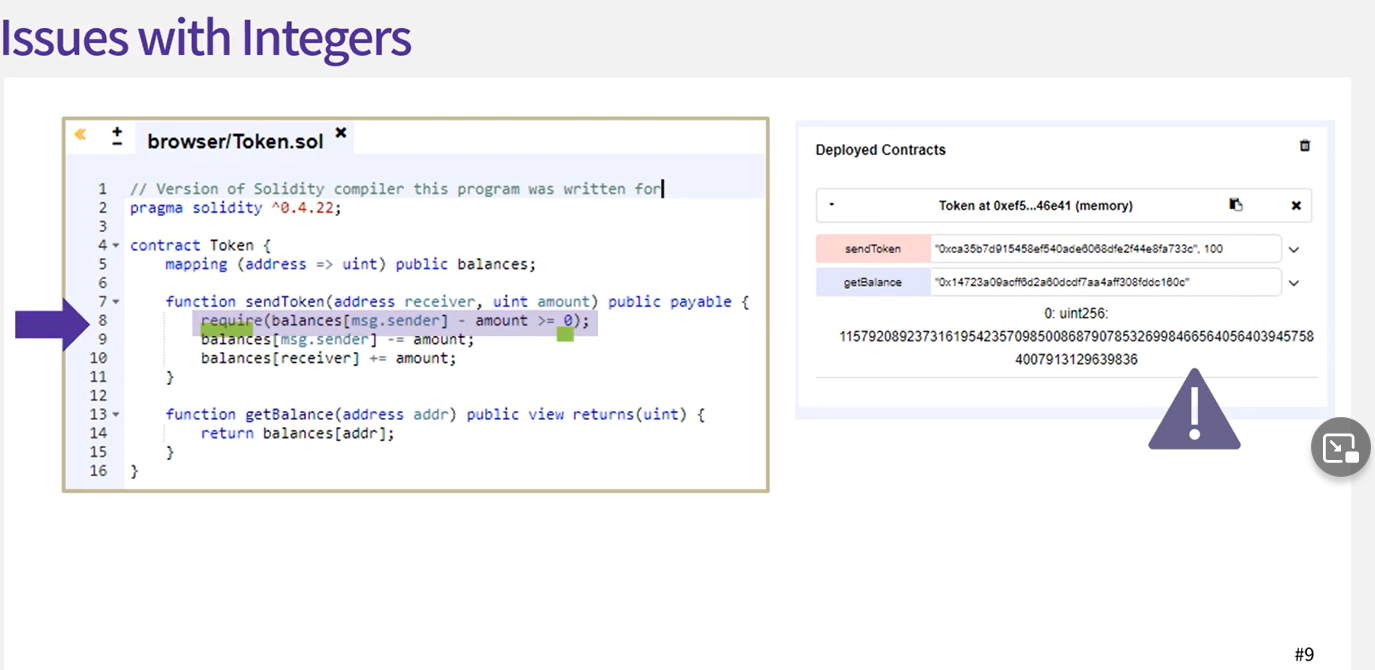 Issues with Integers
browser/Token.sol
1 // Version of Solidity compiler this program was written for
2 pragma solidity ^0.4.22;
3
4 contract Token {
5 mapping (address => uint) public balances;
6
7 function sendToken(address receiver, uint amount) public payable {
8 require(balances[msg.sender] - amount >= 0);
9 balances[msg.sender] -= amount;
10 balances[receiver] += amount;
11 }
12
13 function getBalance(address addr) public view returns(uint) {
14 return balances[addr];
15 }
16 }
Deployed Contracts
Token at 0xef5...46e41 (memory)
sendToken "0xca35b7d915458ef540ade6068dfe2f44e8fa733c", 100
getBalance "0x14723a09acff6d2a60dcdf7aa4aff308fddc160c"
0: uint256:
11579208923731619542357098500868790785326998466564056403945758
4007913129639836
#9